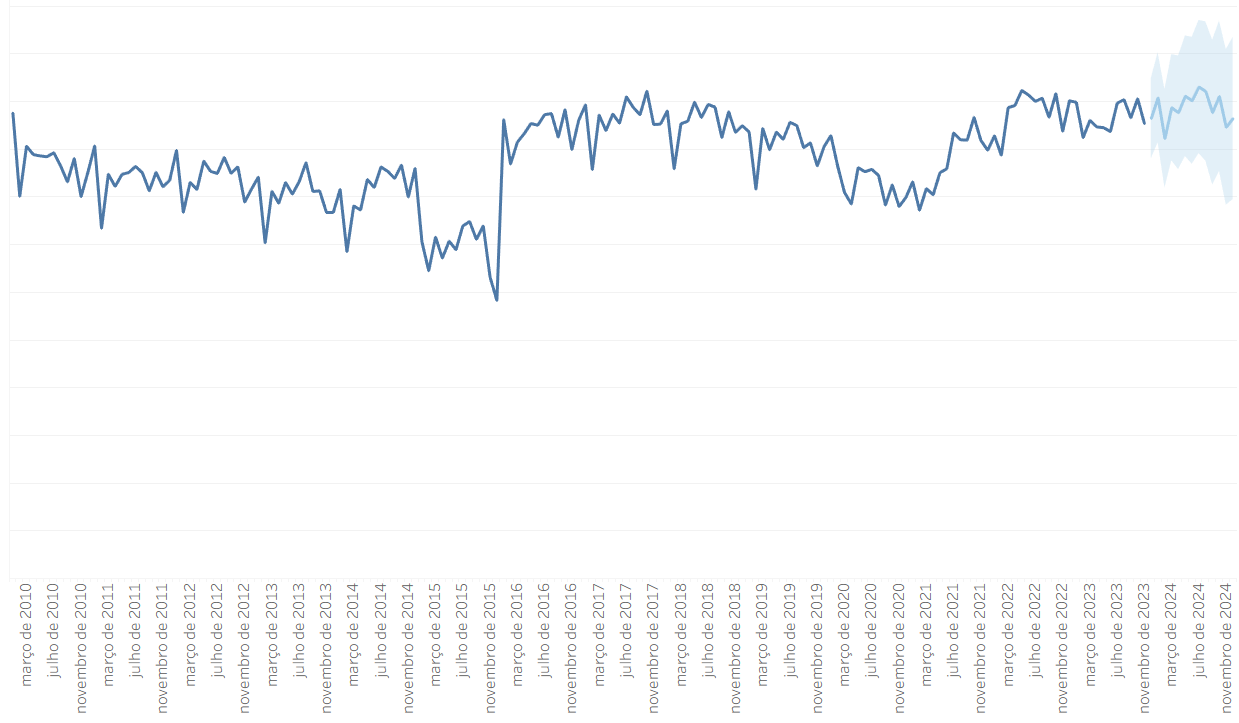 março de 2010
julho de 2010
novembro de 2010
março de 2011
julho de 2011
novembro de 2011
março de 2012
julho de 2012
novembro de 2012
março de 2013
julho de 2013
novembro de 2013
março de 2014
julho de 2014
novembro de 2014
março de 2015
julho de 2015
novembro de 2015
março de 2016
julho de 2016
novembro de 2016
março de 2017
julho de 2017
novembro de 2017
março de 2018
julho de 2018
novembro de 2018
março de 2019
julho de 2019
novembro de 2019
março de 2020
julho de 2020
novembro de 2020
março de 2021
julho de 2021
novembro de 2021
março de 2022
julho de 2022
novembro de 2022
março de 2023
julho de 2023
novembro de 2023
março de 2024
julho de 2024
novembro de 2024